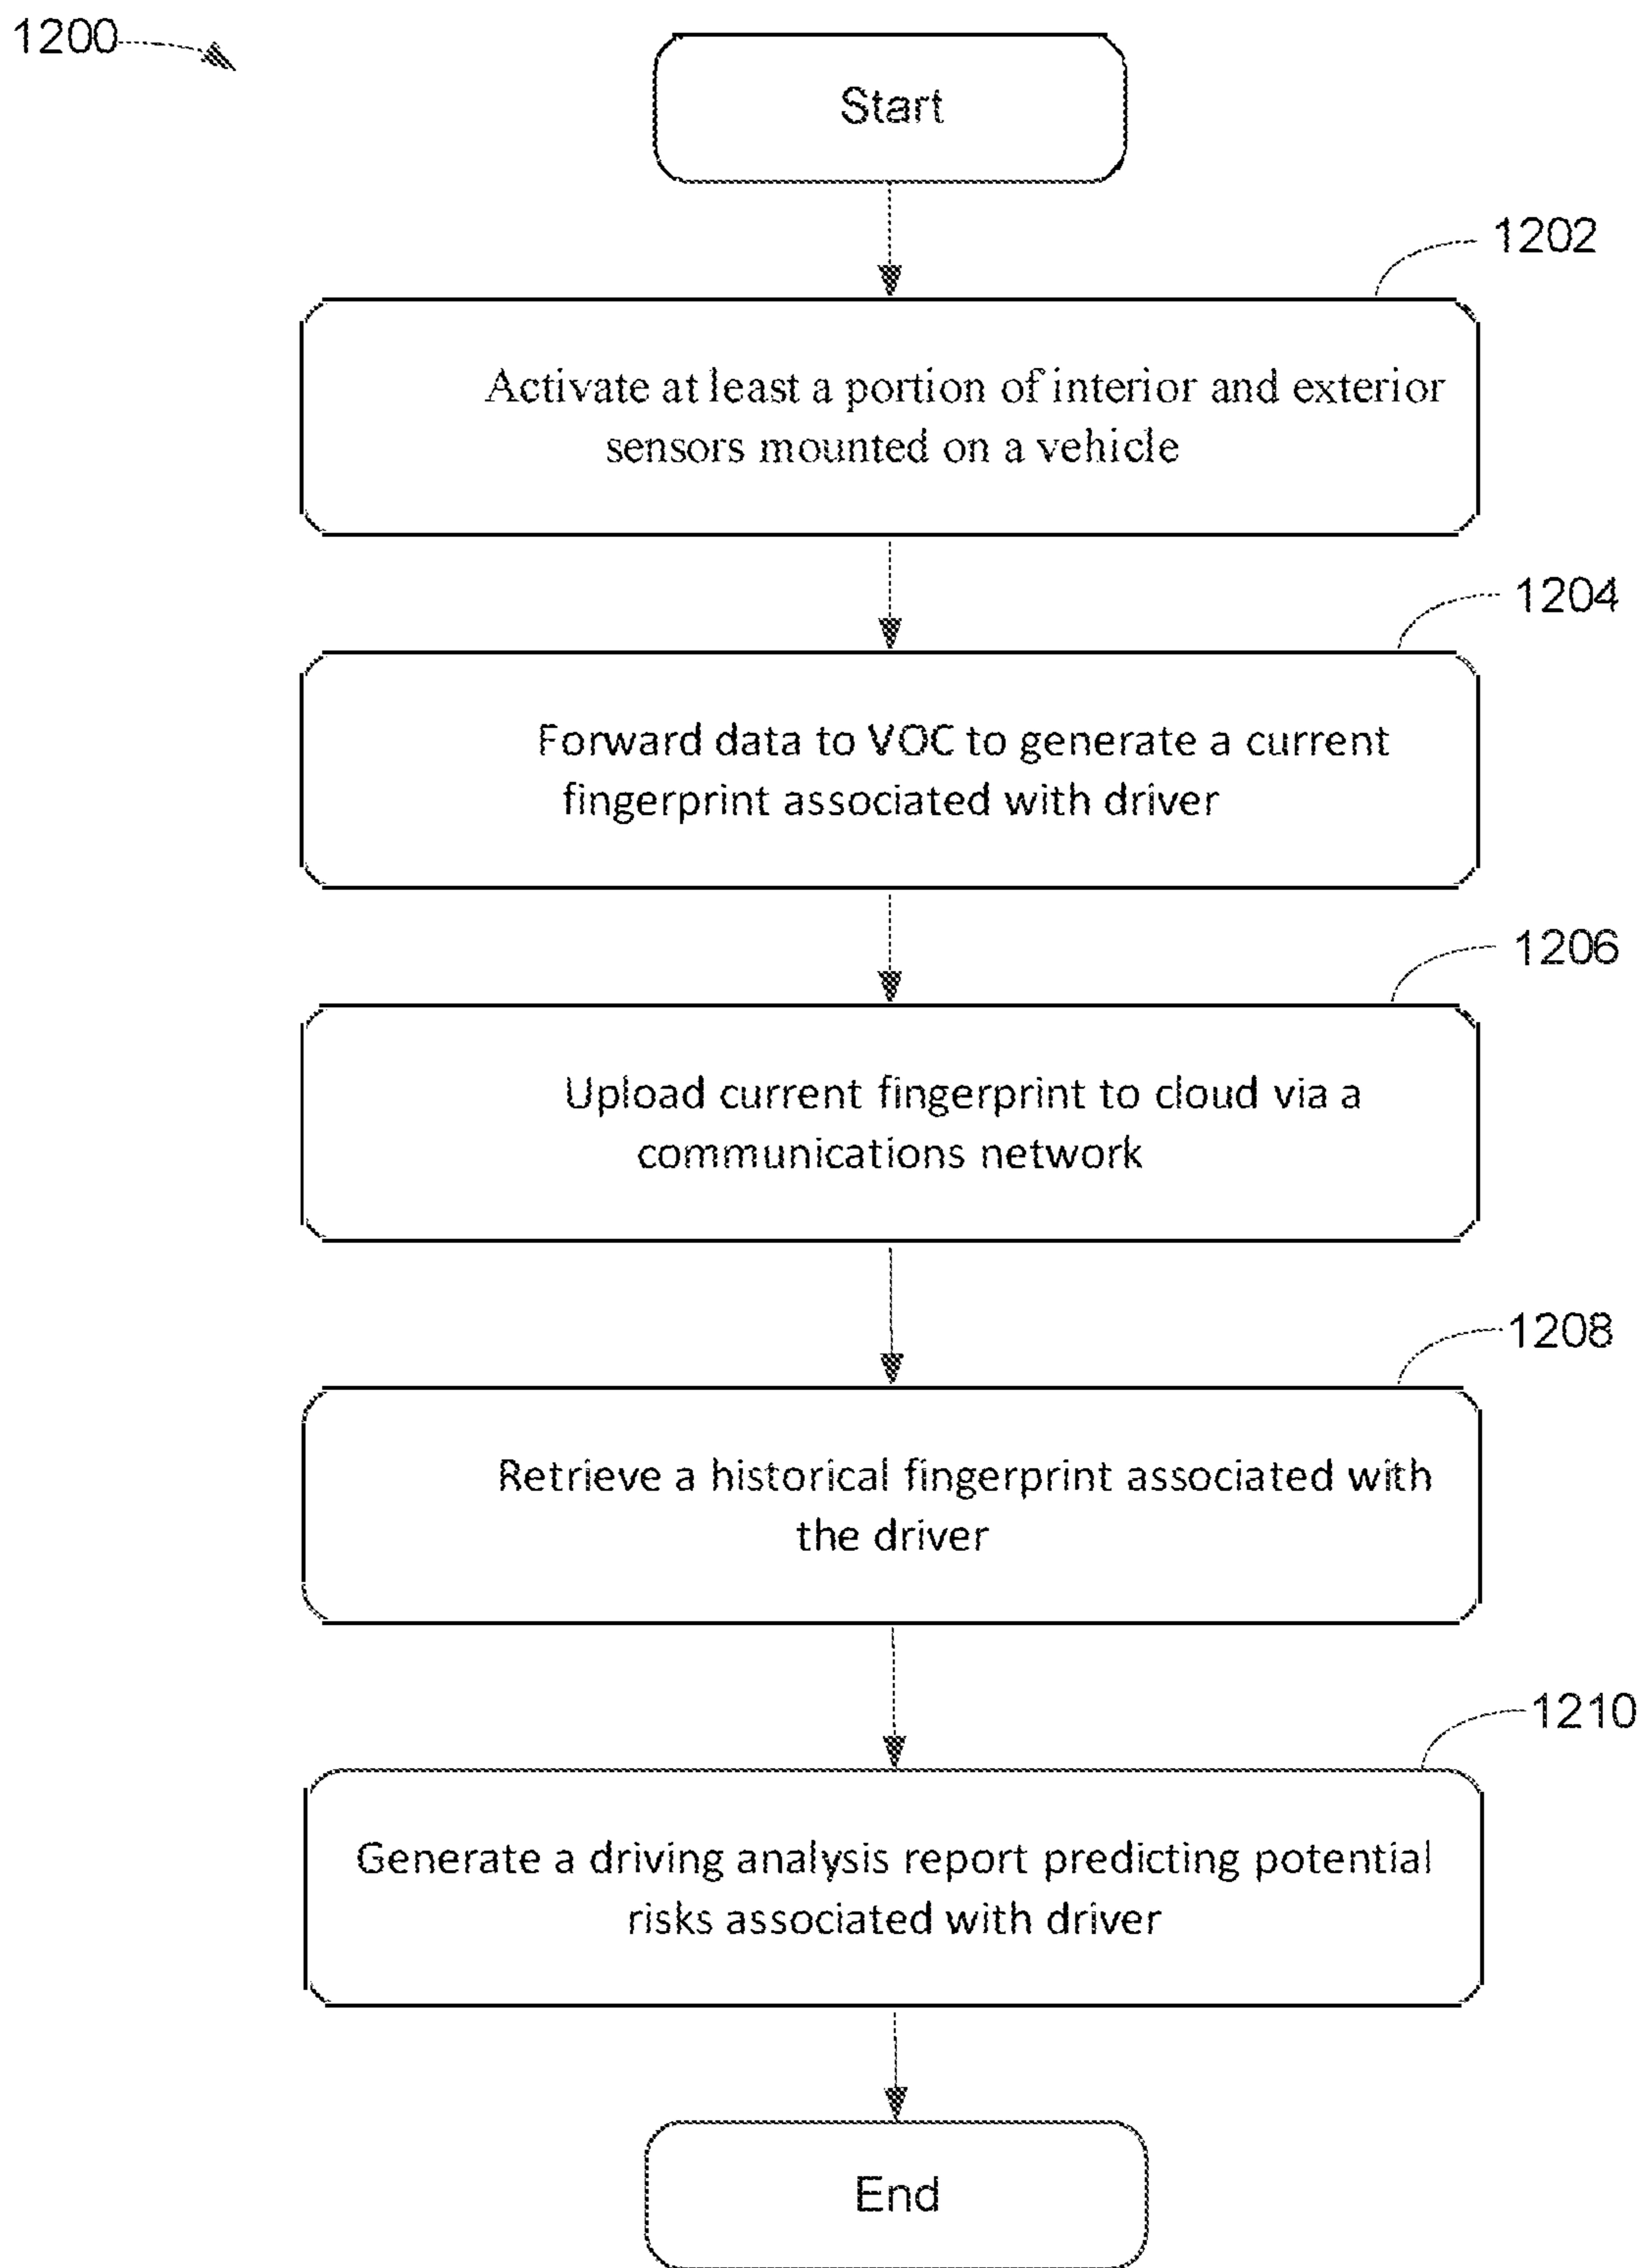 1200
Start
1202
Activate at least a portion of interior and exterior
sensors mounted on a vehicle
1204
Forward data to VOC to generate a current
fingerprint associated with driver
1206
Upload current fingerprint to cloud via a
communications network
1208
Retrieve a historical fingerprint associated with
the driver
1210
Generate a driving analysis report predicting potential
risks associated with driver
End